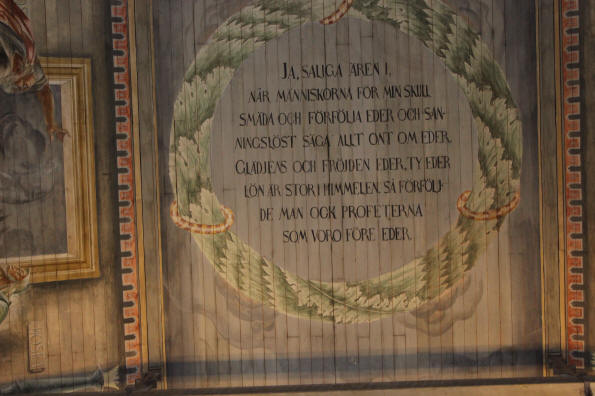 JA, SALIGA ÄREN I,
NÄR MÄNNISKORNA FÖR MIN SKULL
SMÄDA OCH FÖRFÖLJA EDER OCH SAN-
NINGSLÖST SÄGA ALLT ONT OM EDER.
GLÄDJENS OCH FRÖJDEN EDER, TY EDER
LÖN ÄR STOR I HIMMELEN. SÅ FÖRFÖLJ-
DE MAN OCK PROFETERNA
SOM VORO FÖRE EDER.